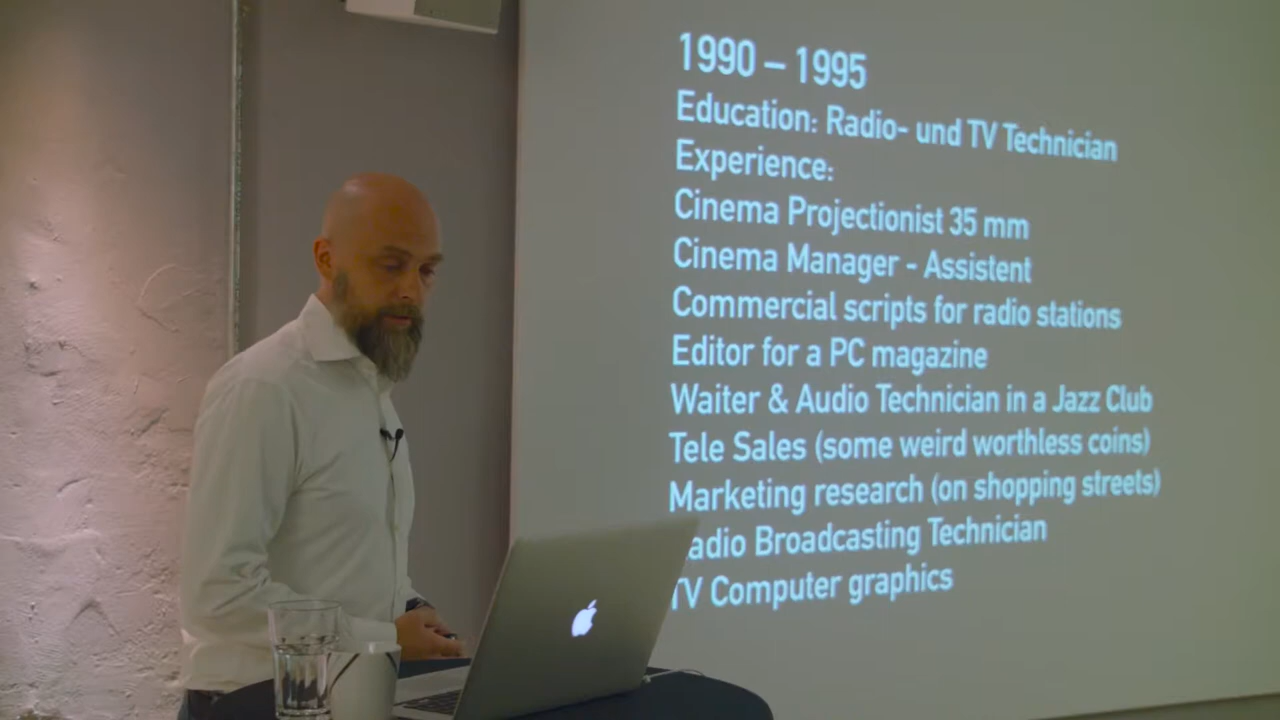 1990 – 1995
Education: Radio- und TV Technician
Experience:
Cinema Projectionist 35 mm
Cinema Manager - Assistent
Commercial scripts for radio stations
Editor for a PC magazine
Waiter & Audio Technician in a Jazz Club
Tele Sales (some weird worthless coins)
Marketing research (on shopping streets)
adio Broadcasting Technician
TV Computer graphics